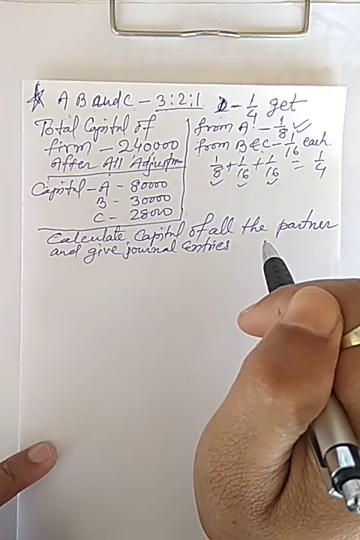 A B and C - 3:2:1 D - 1/4 get
Total Capital of
firm - 240000
After All Adjustm
Capital - A - 80000
B - 30000
C - 28000
from A - 1/8 ✓
from B & C - 1/16 each
1/8 + 1/16 + 1/16 = 1/4
Calculate Capital of all the partner
and give journal entries